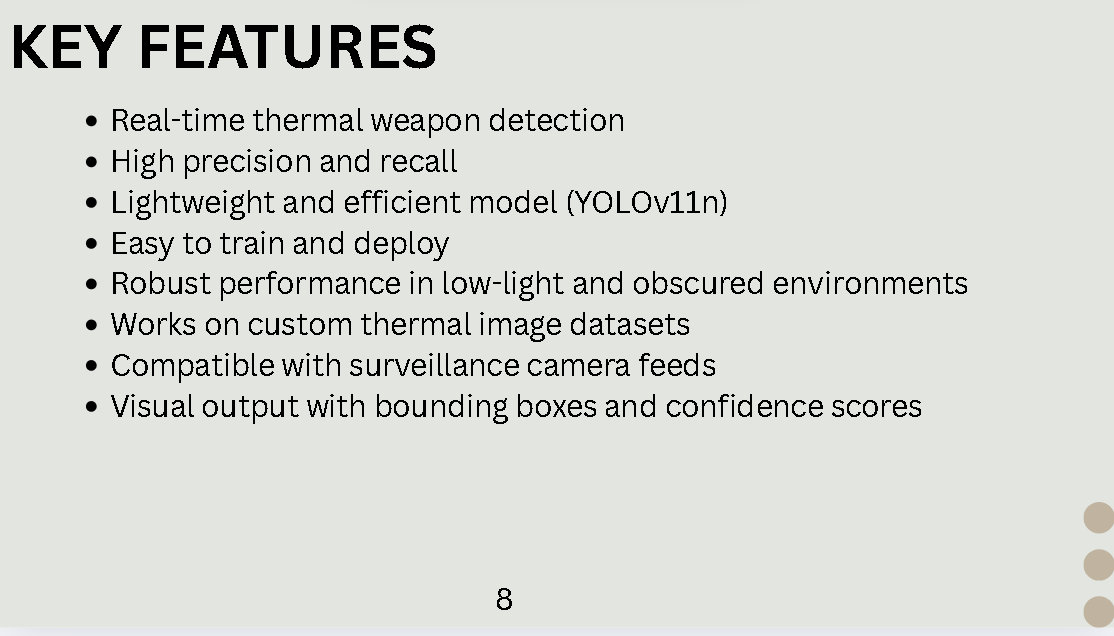 KEY FEATURES
• Real-time thermal weapon detection
• High precision and recall
• Lightweight and efficient model (YOLOv11n)
• Easy to train and deploy
• Robust performance in low-light and obscured environments
• Works on custom thermal image datasets
• Compatible with surveillance camera feeds
• Visual output with bounding boxes and confidence scores
8